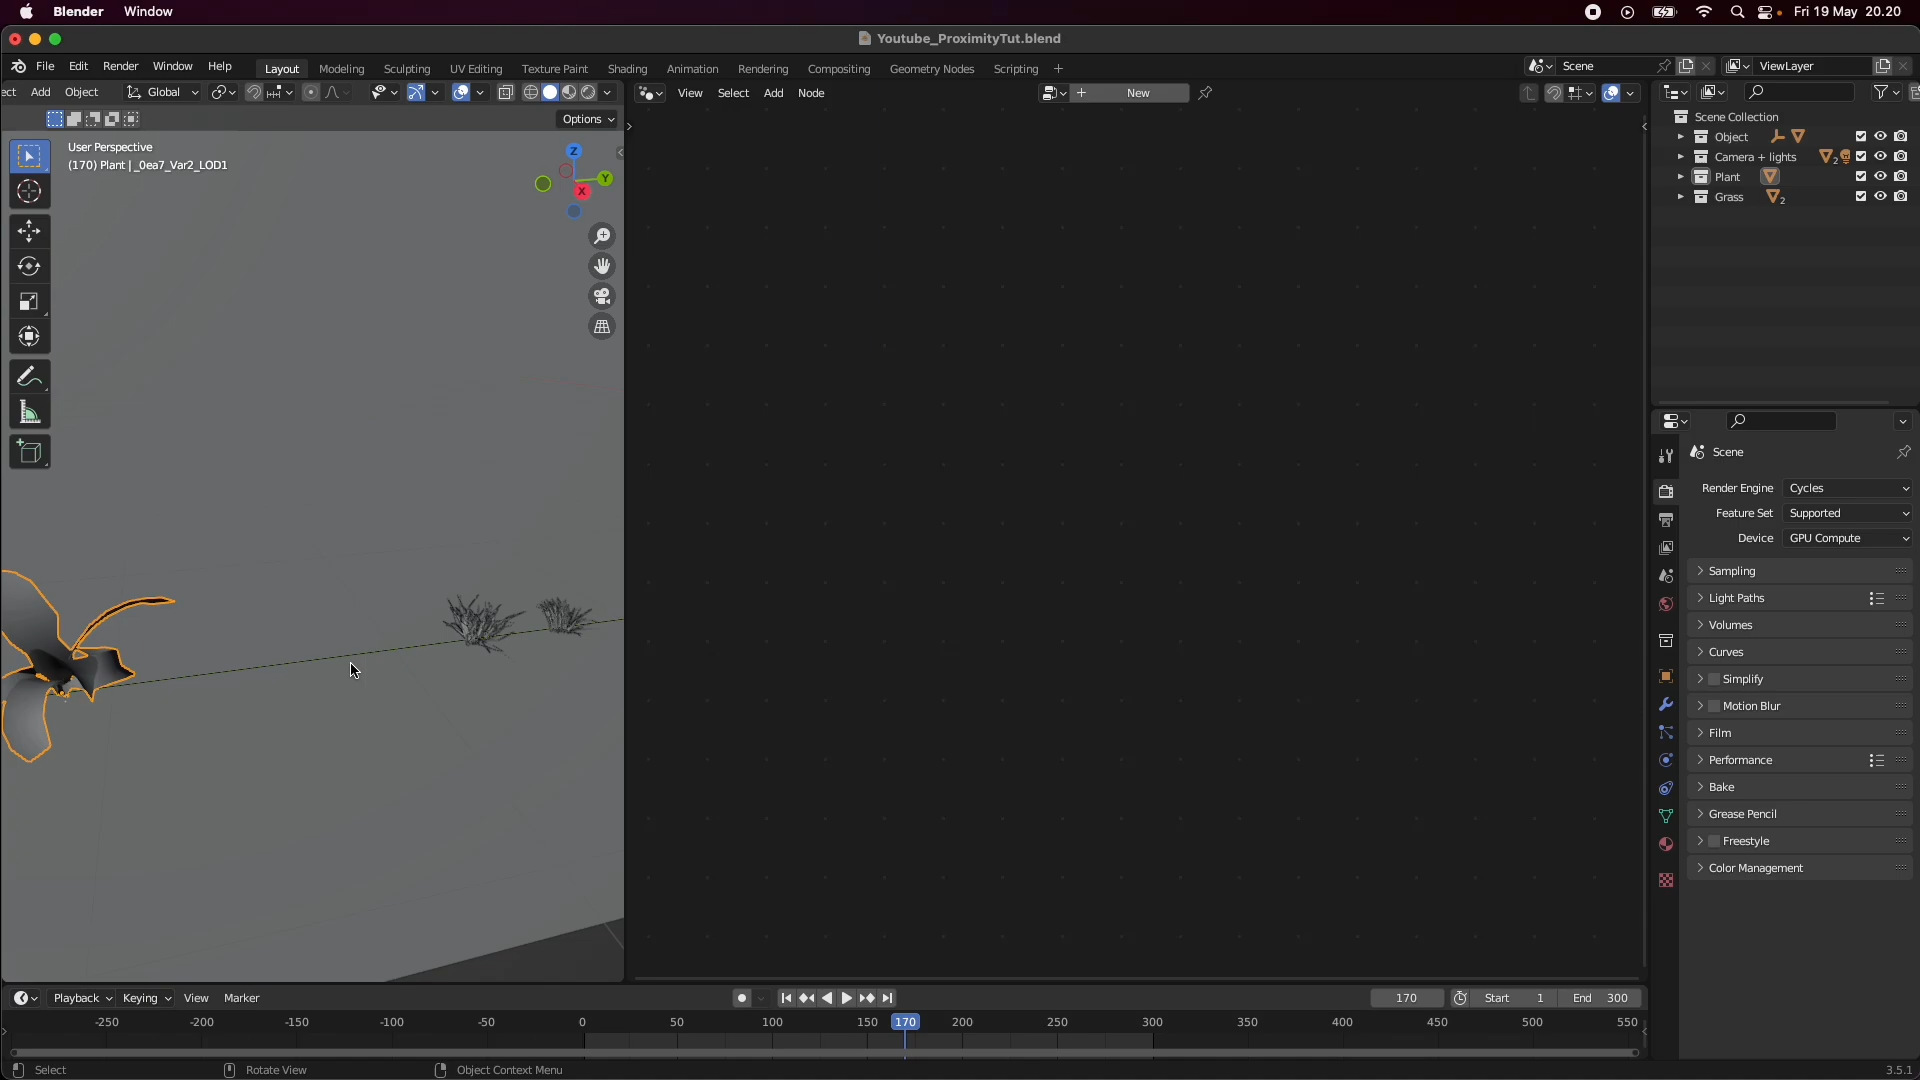 Blender Window Fri 19 May 20.20
Youtube_ProximityTut.blend
File Edit Render Window Help Layout Modeling Sculpting UV Editing Texture Paint Shading Animation Rendering Compositing Geometry Nodes Scripting + Scene ViewLayer
ect Add Object Global View Select Add Node + New
Options
User Perspective
(170) Plant | _0ea7_Var2_LOD1
Z
Y
X
Scene Collection
Object
Camera + lights 2
Plant
Grass 2
Scene
Render Engine Cycles
Feature Set Supported
Device GPU Compute
Sampling
Light Paths
Volumes
Curves
Simplify
Motion Blur
Film
Performance
Bake
Grease Pencil
Freestyle
Color Management
Playback Keying View Marker 170 Start 1 End 300
-250 -200 -150 -100 -50 0 50 100 150 170 200 250 300 350 400 450 500 550
Select Rotate View Object Context Menu 3.5.1